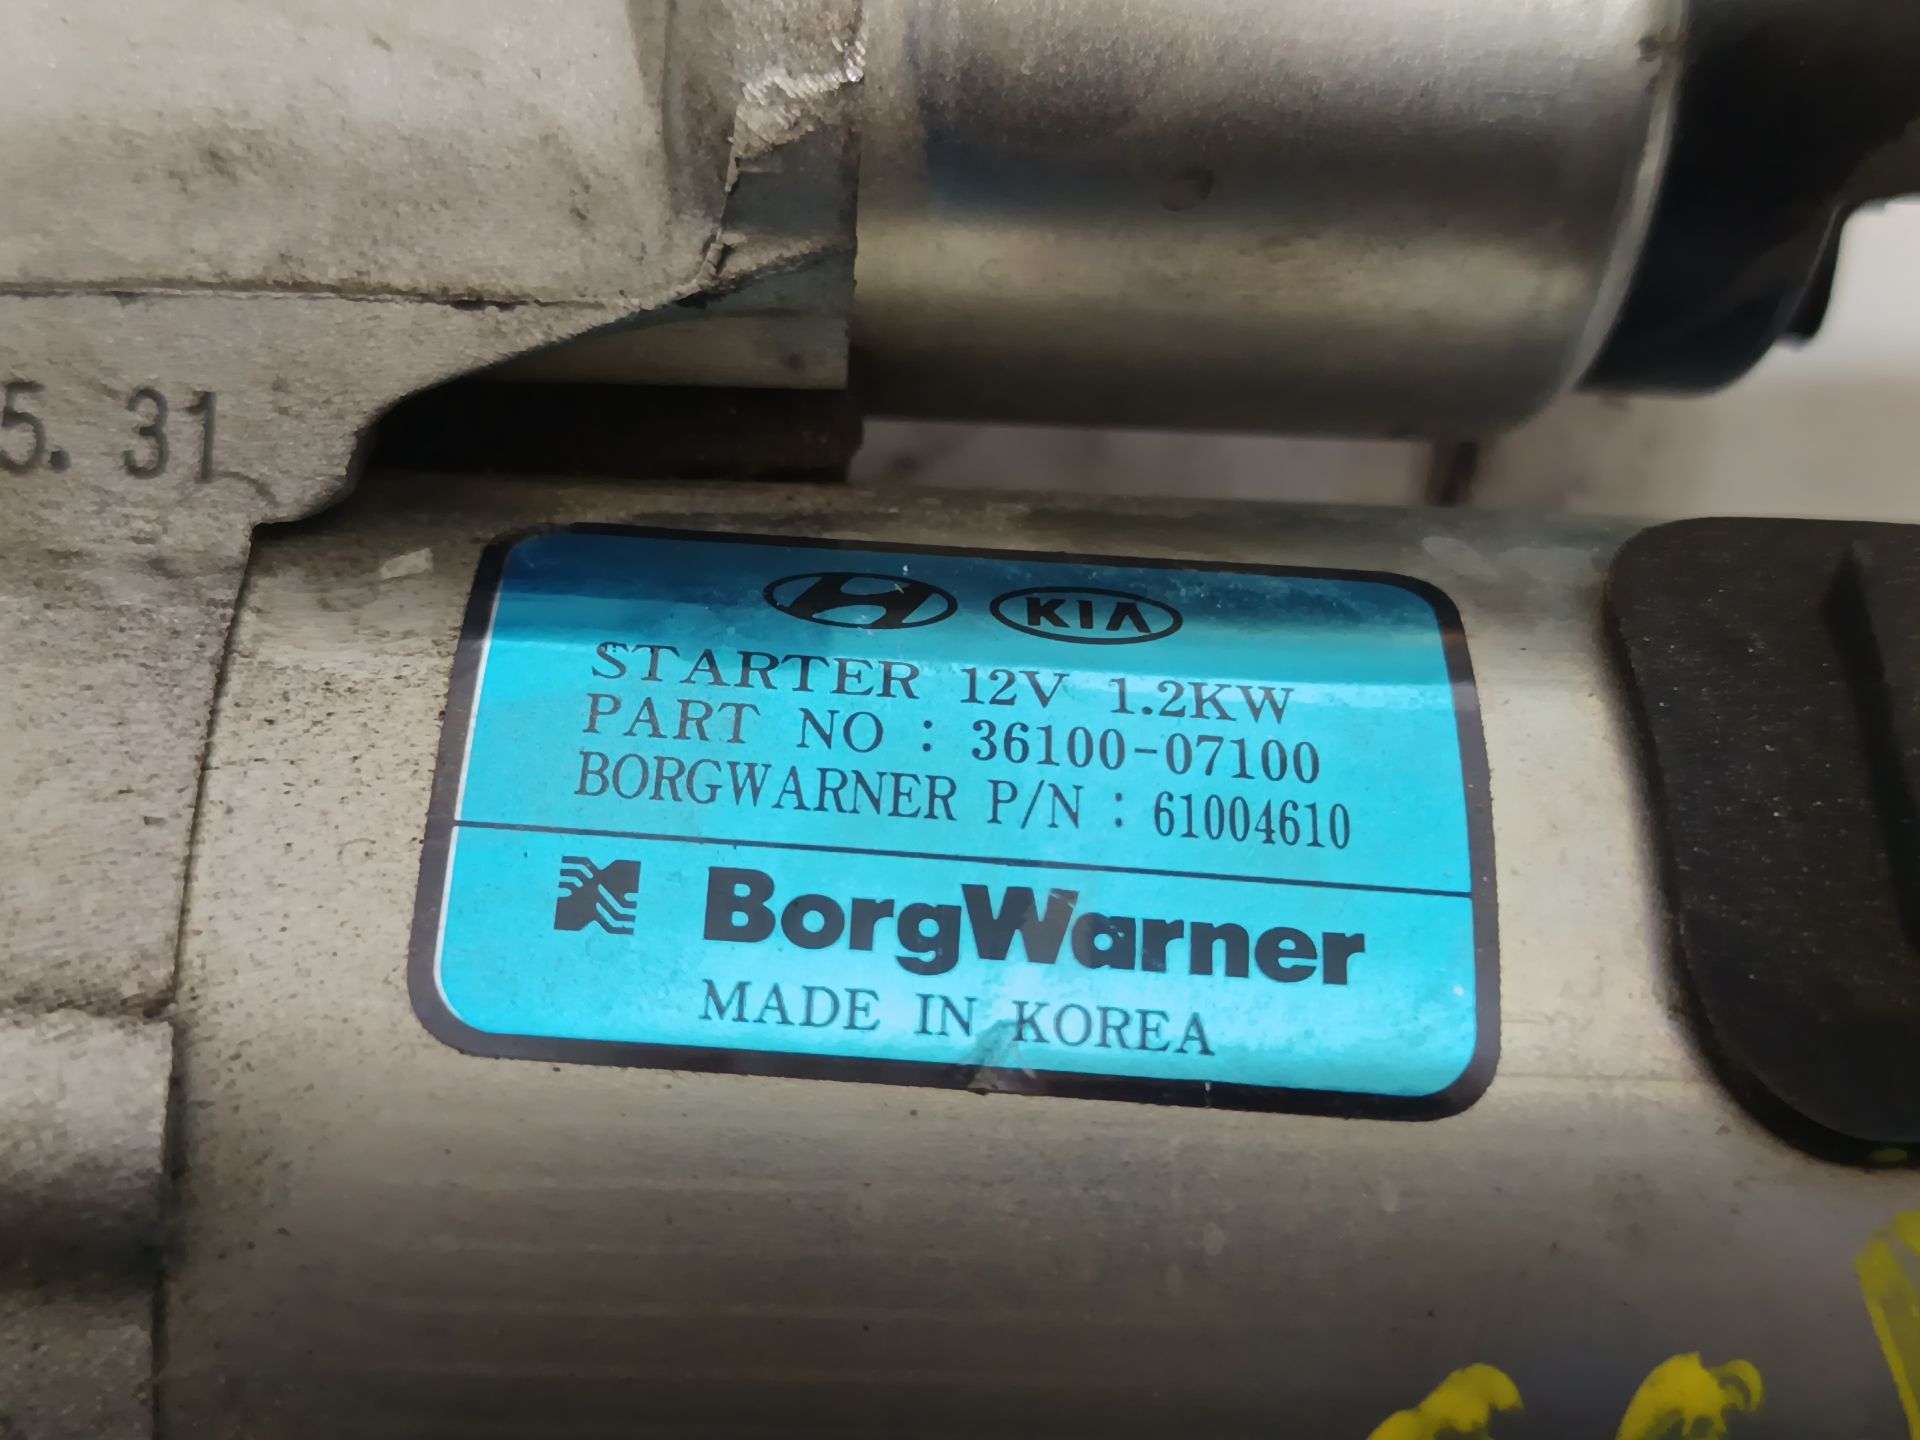 5. 31
KIA
STARTER 12V 1.2KW
PART NO : 36100-07100
BORGWARNER P/N : 61004610
BorgWarner
MADE IN KOREA